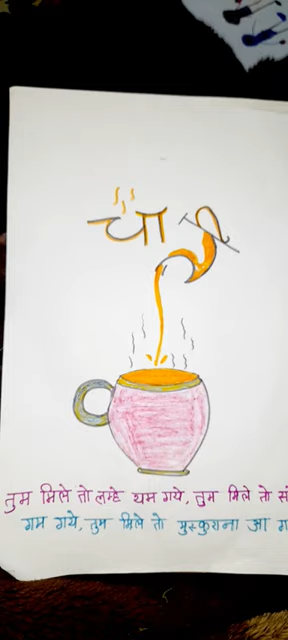 चाय
तुम मिले तो लम्हे थम गये, तुम मिले तो
गम गये, तुम मिले तो मुस्कुराना आ